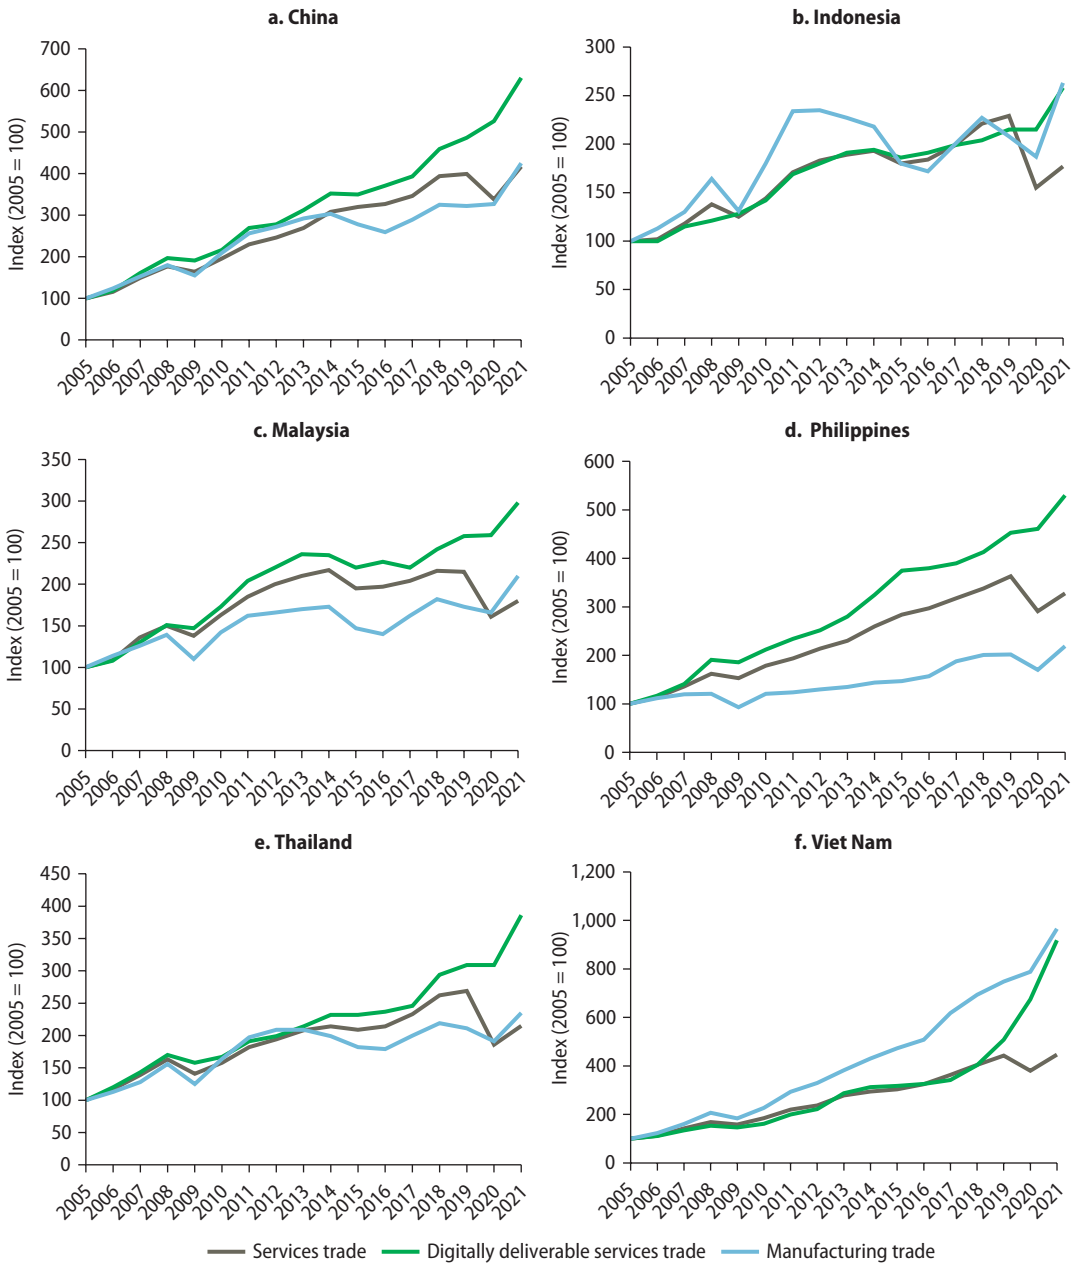 a. China
Index (2005 = 100)
700
600
500
400
300
200
100
0
2005 2006 2007 2008 2009 2010 2011 2012 2013 2014 2015 2016 2017 2018 2019 2020 2021
b. Indonesia
Index (2005 = 100)
300
250
200
150
100
50
0
2005 2006 2007 2008 2009 2010 2011 2012 2013 2014 2015 2016 2017 2018 2019 2020 2021
c. Malaysia
Index (2005 = 100)
350
300
250
200
150
100
50
0
2005 2006 2007 2008 2009 2010 2011 2012 2013 2014 2015 2016 2017 2018 2019 2020 2021
d. Philippines
Index (2005 = 100)
600
500
400
300
200
100
0
2005 2006 2007 2008 2009 2010 2011 2012 2013 2014 2015 2016 2017 2018 2019 2020 2021
e. Thailand
Index (2005 = 100)
450
400
350
300
250
200
150
100
50
0
2005 2006 2007 2008 2009 2010 2011 2012 2013 2014 2015 2016 2017 2018 2019 2020 2021
f. Viet Nam
Index (2005 = 100)
1,200
1,000
800
600
400
200
0
2005 2006 2007 2008 2009 2010 2011 2012 2013 2014 2015 2016 2017 2018 2019 2020 2021
Services trade Digitally deliverable services trade Manufacturing trade